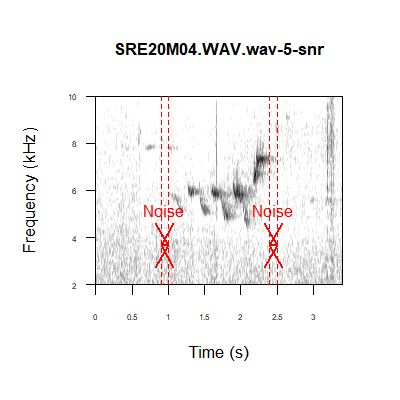 SRE20M04.WAV.wav-5-snr
Frequency (kHz)
10
8
6
4
2
Noise Noise
0 0.5 1 1.5 2 2.5 3
Time (s)